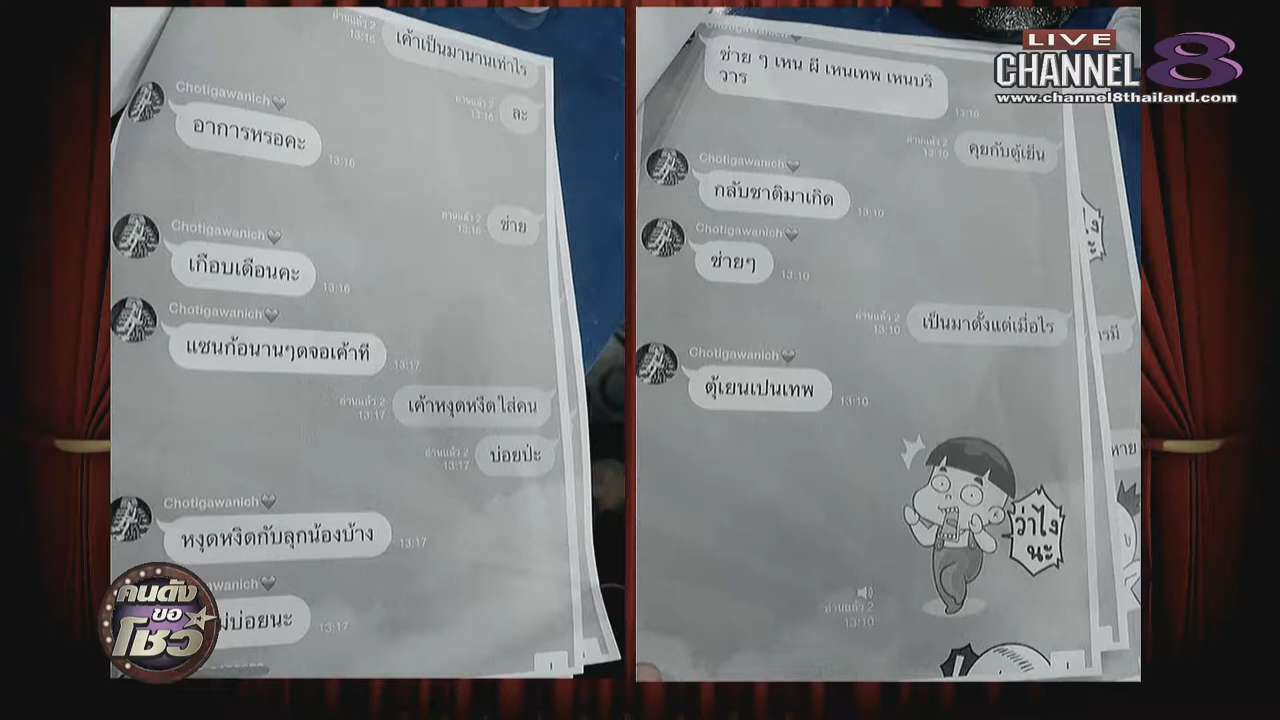 อ่านแล้ว 2
13:16
เค้าเป็นมานานเท่าไร
Chotigawanich
อาการหรอคะ
13:16
อ่านแล้ว 2
13:16
ละ
อ่านแล้ว 2
13:16
ช่าย
Chotigawanich
เกือบเดือนคะ
13:16
Chotigawanich
แซนก้อนานๆดจอเค้าที
13:17
อ่านแล้ว 2
13:17
เค้าหงุดหงืดใส่คน
อ่านแล้ว 2
13:17
บ่อยป่ะ
Chotigawanich
หงุดหงิดกับลุกน้องบ้าง
13:17
wanich
ม่บ่อยนะ
13:17
คนดัง
ขอ
โชว์
Chotigawanich
ช่าย ๆ เหน ผี เหนเทพ เหนบริ
วาร
13:10
อ่านแล้ว 2
13:10
คุยกับตู้เย็น
Chotigawanich
กลับชาติมาเกิด
13:10
Chotigawanich
ช่ายๆ
13:10
อ่านแล้ว 2
13:10
เป็นมาตั้งแต่เมื่อไร
Chotigawanich
ตุ้เยนเปนเทพ
13:10
ว่าไง
นะ
อ่านแล้ว 2
13:10
รมี
หาย
LIVE
CHANNEL 8
www.channel8thailand.com